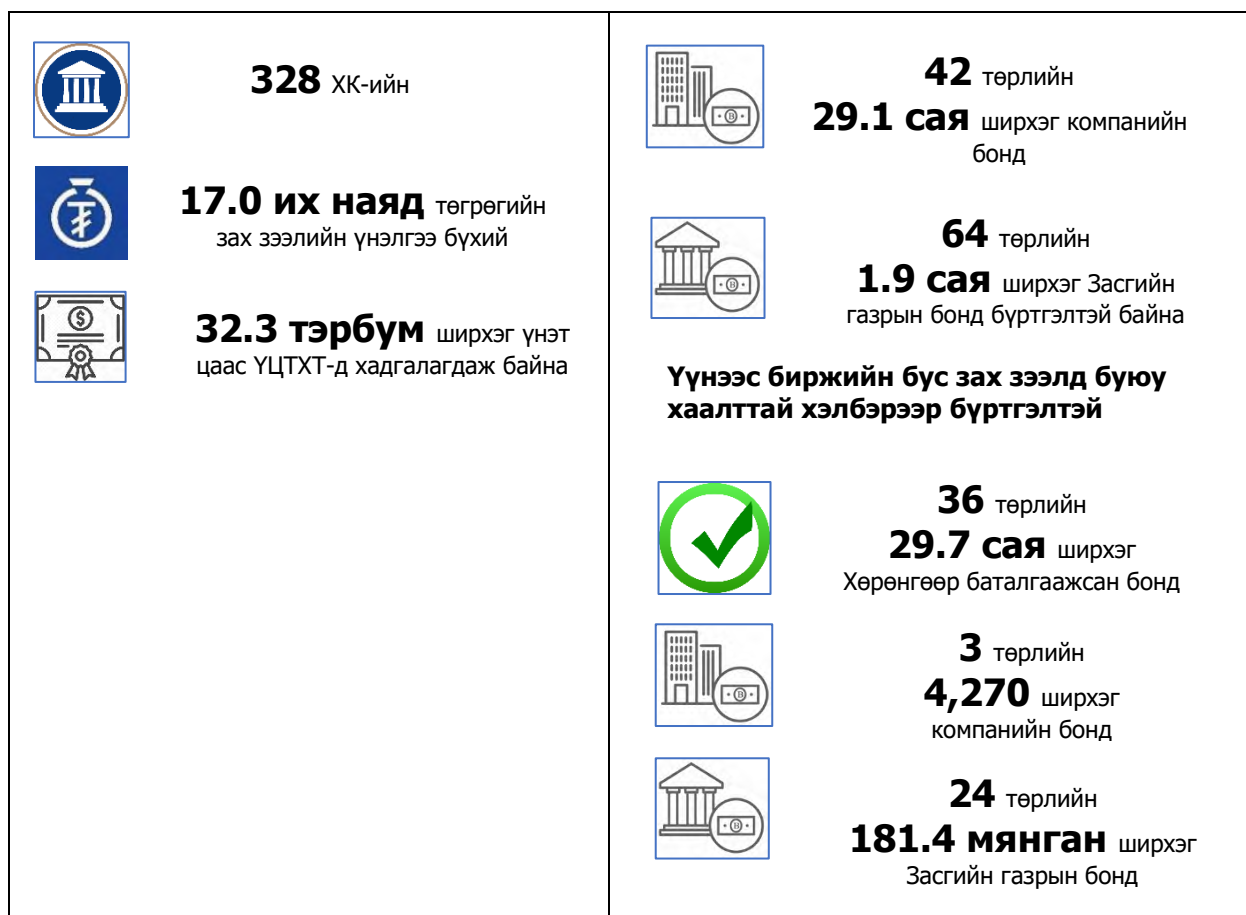 328 ХК-ийн
17.0 их наяд төгрөгийн
зах зээлийн үнэлгээ бүхий
32.3 тэрбум ширхэг үнэт
цаас ҮЦТХТ-д хадгалагдаж байна
42 төрлийн
29.1 сая ширхэг компанийн
бонд
64 төрлийн
1.9 сая ширхэг Засгийн
газрын бонд бүртгэлтэй байна
Үүнээс биржийн бус зах зээлд буюу
хаалттай хэлбэрээр бүртгэлтэй
36 төрлийн
29.7 сая ширхэг
Хөрөнгөөр баталгаажсан бонд
3 төрлийн
4,270 ширхэг
компанийн бонд
24 төрлийн
181.4 мянган ширхэг
Засгийн газрын бонд